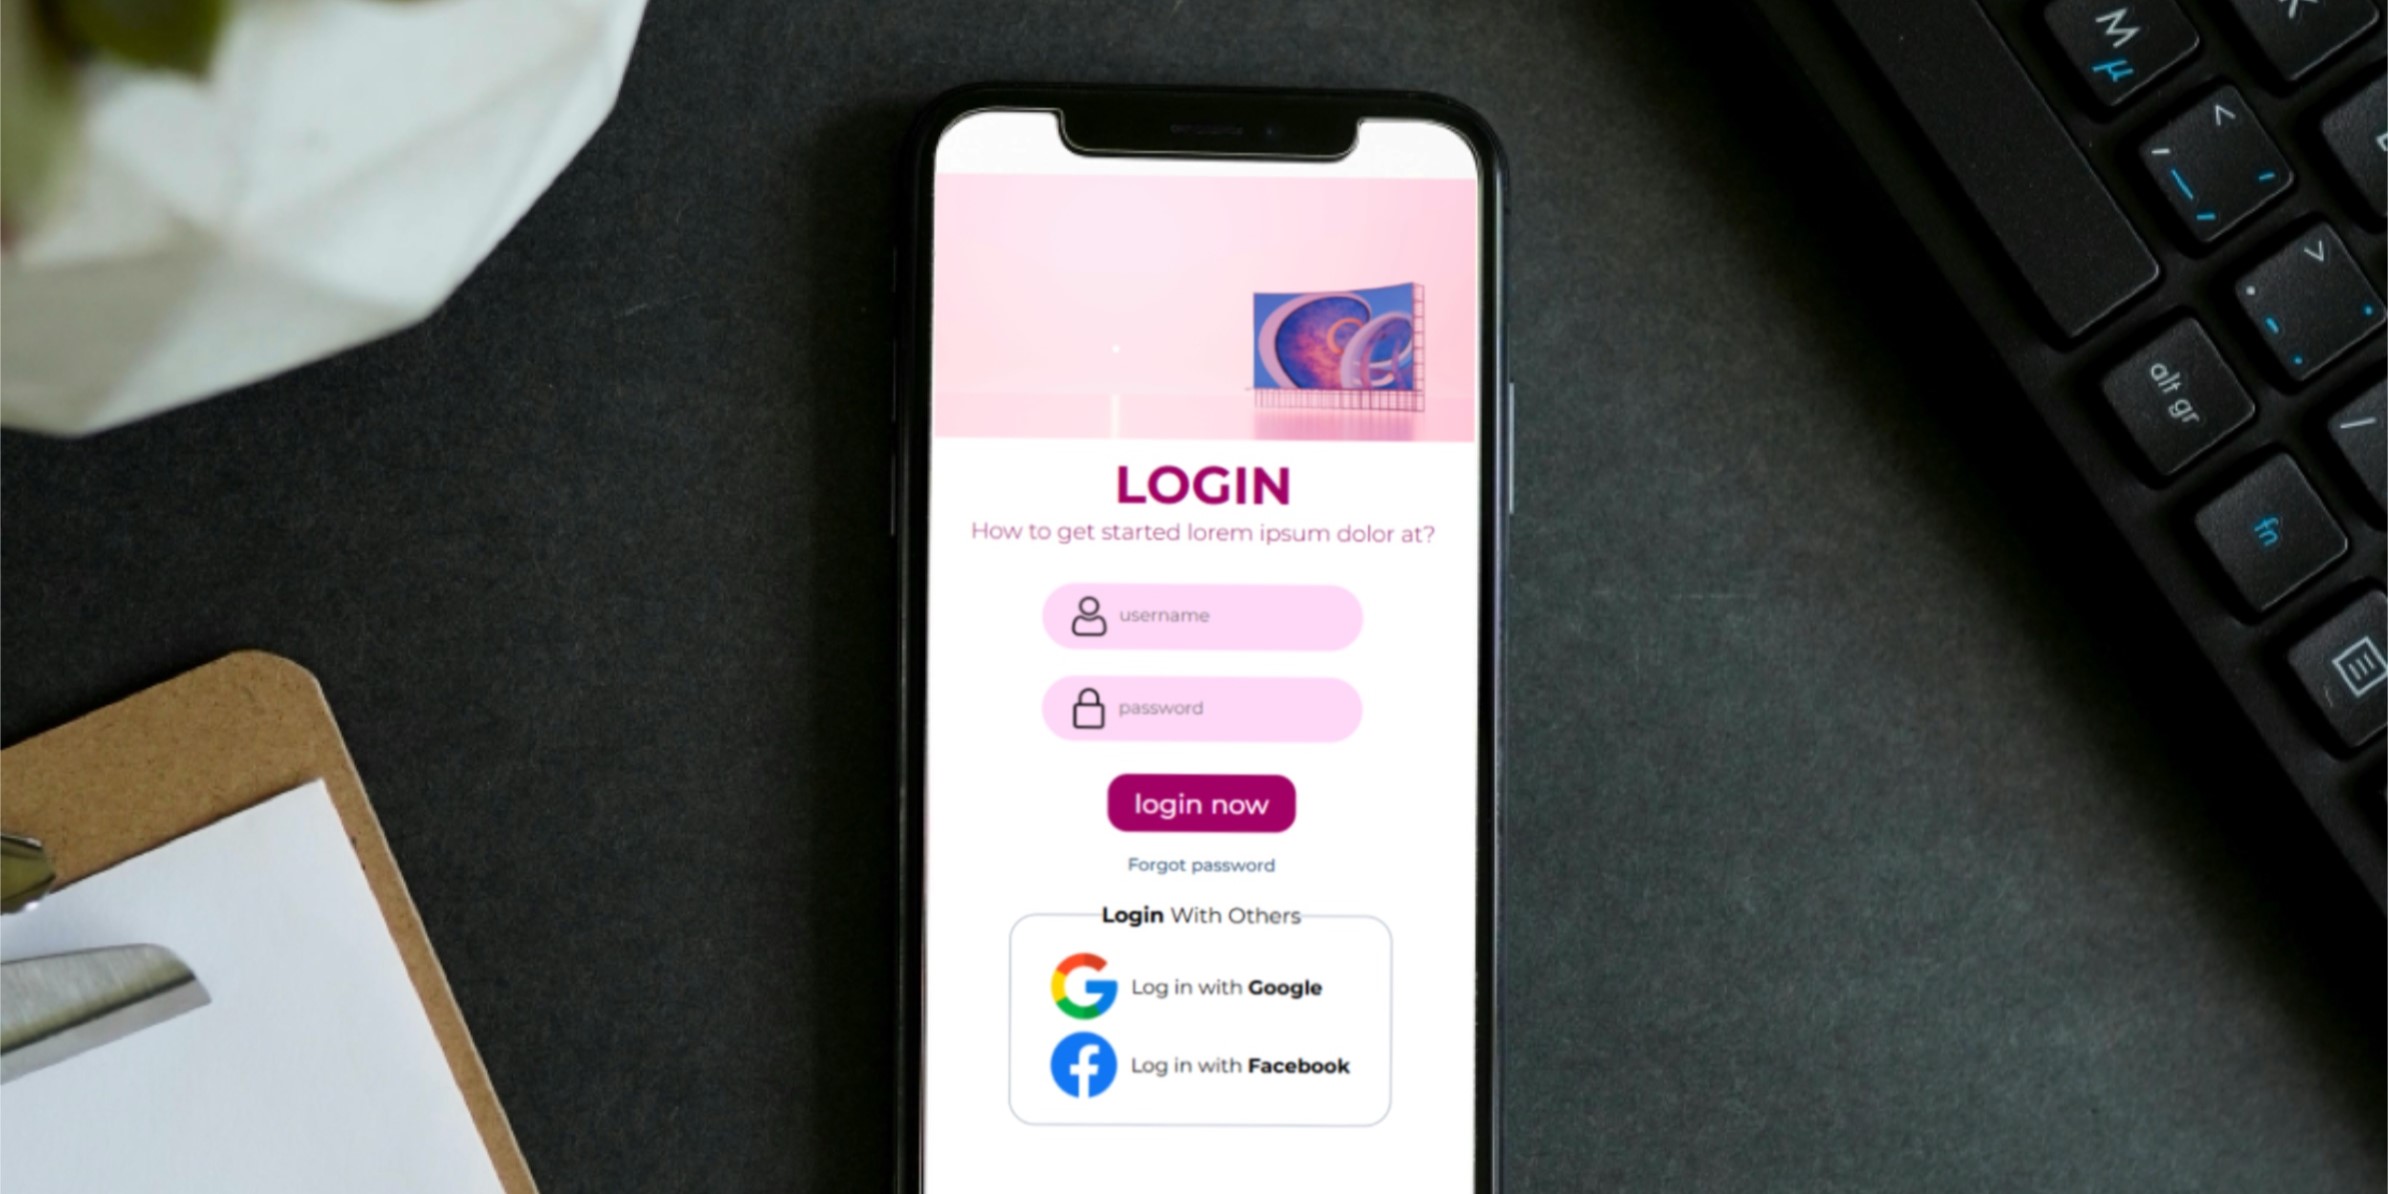 LOGIN
How to get started lorem ipsum dolor at?
username
password
login now
Forgot password
Login With Others
Log in with Google
Log in with Facebook
M
µ
alt gr
fn